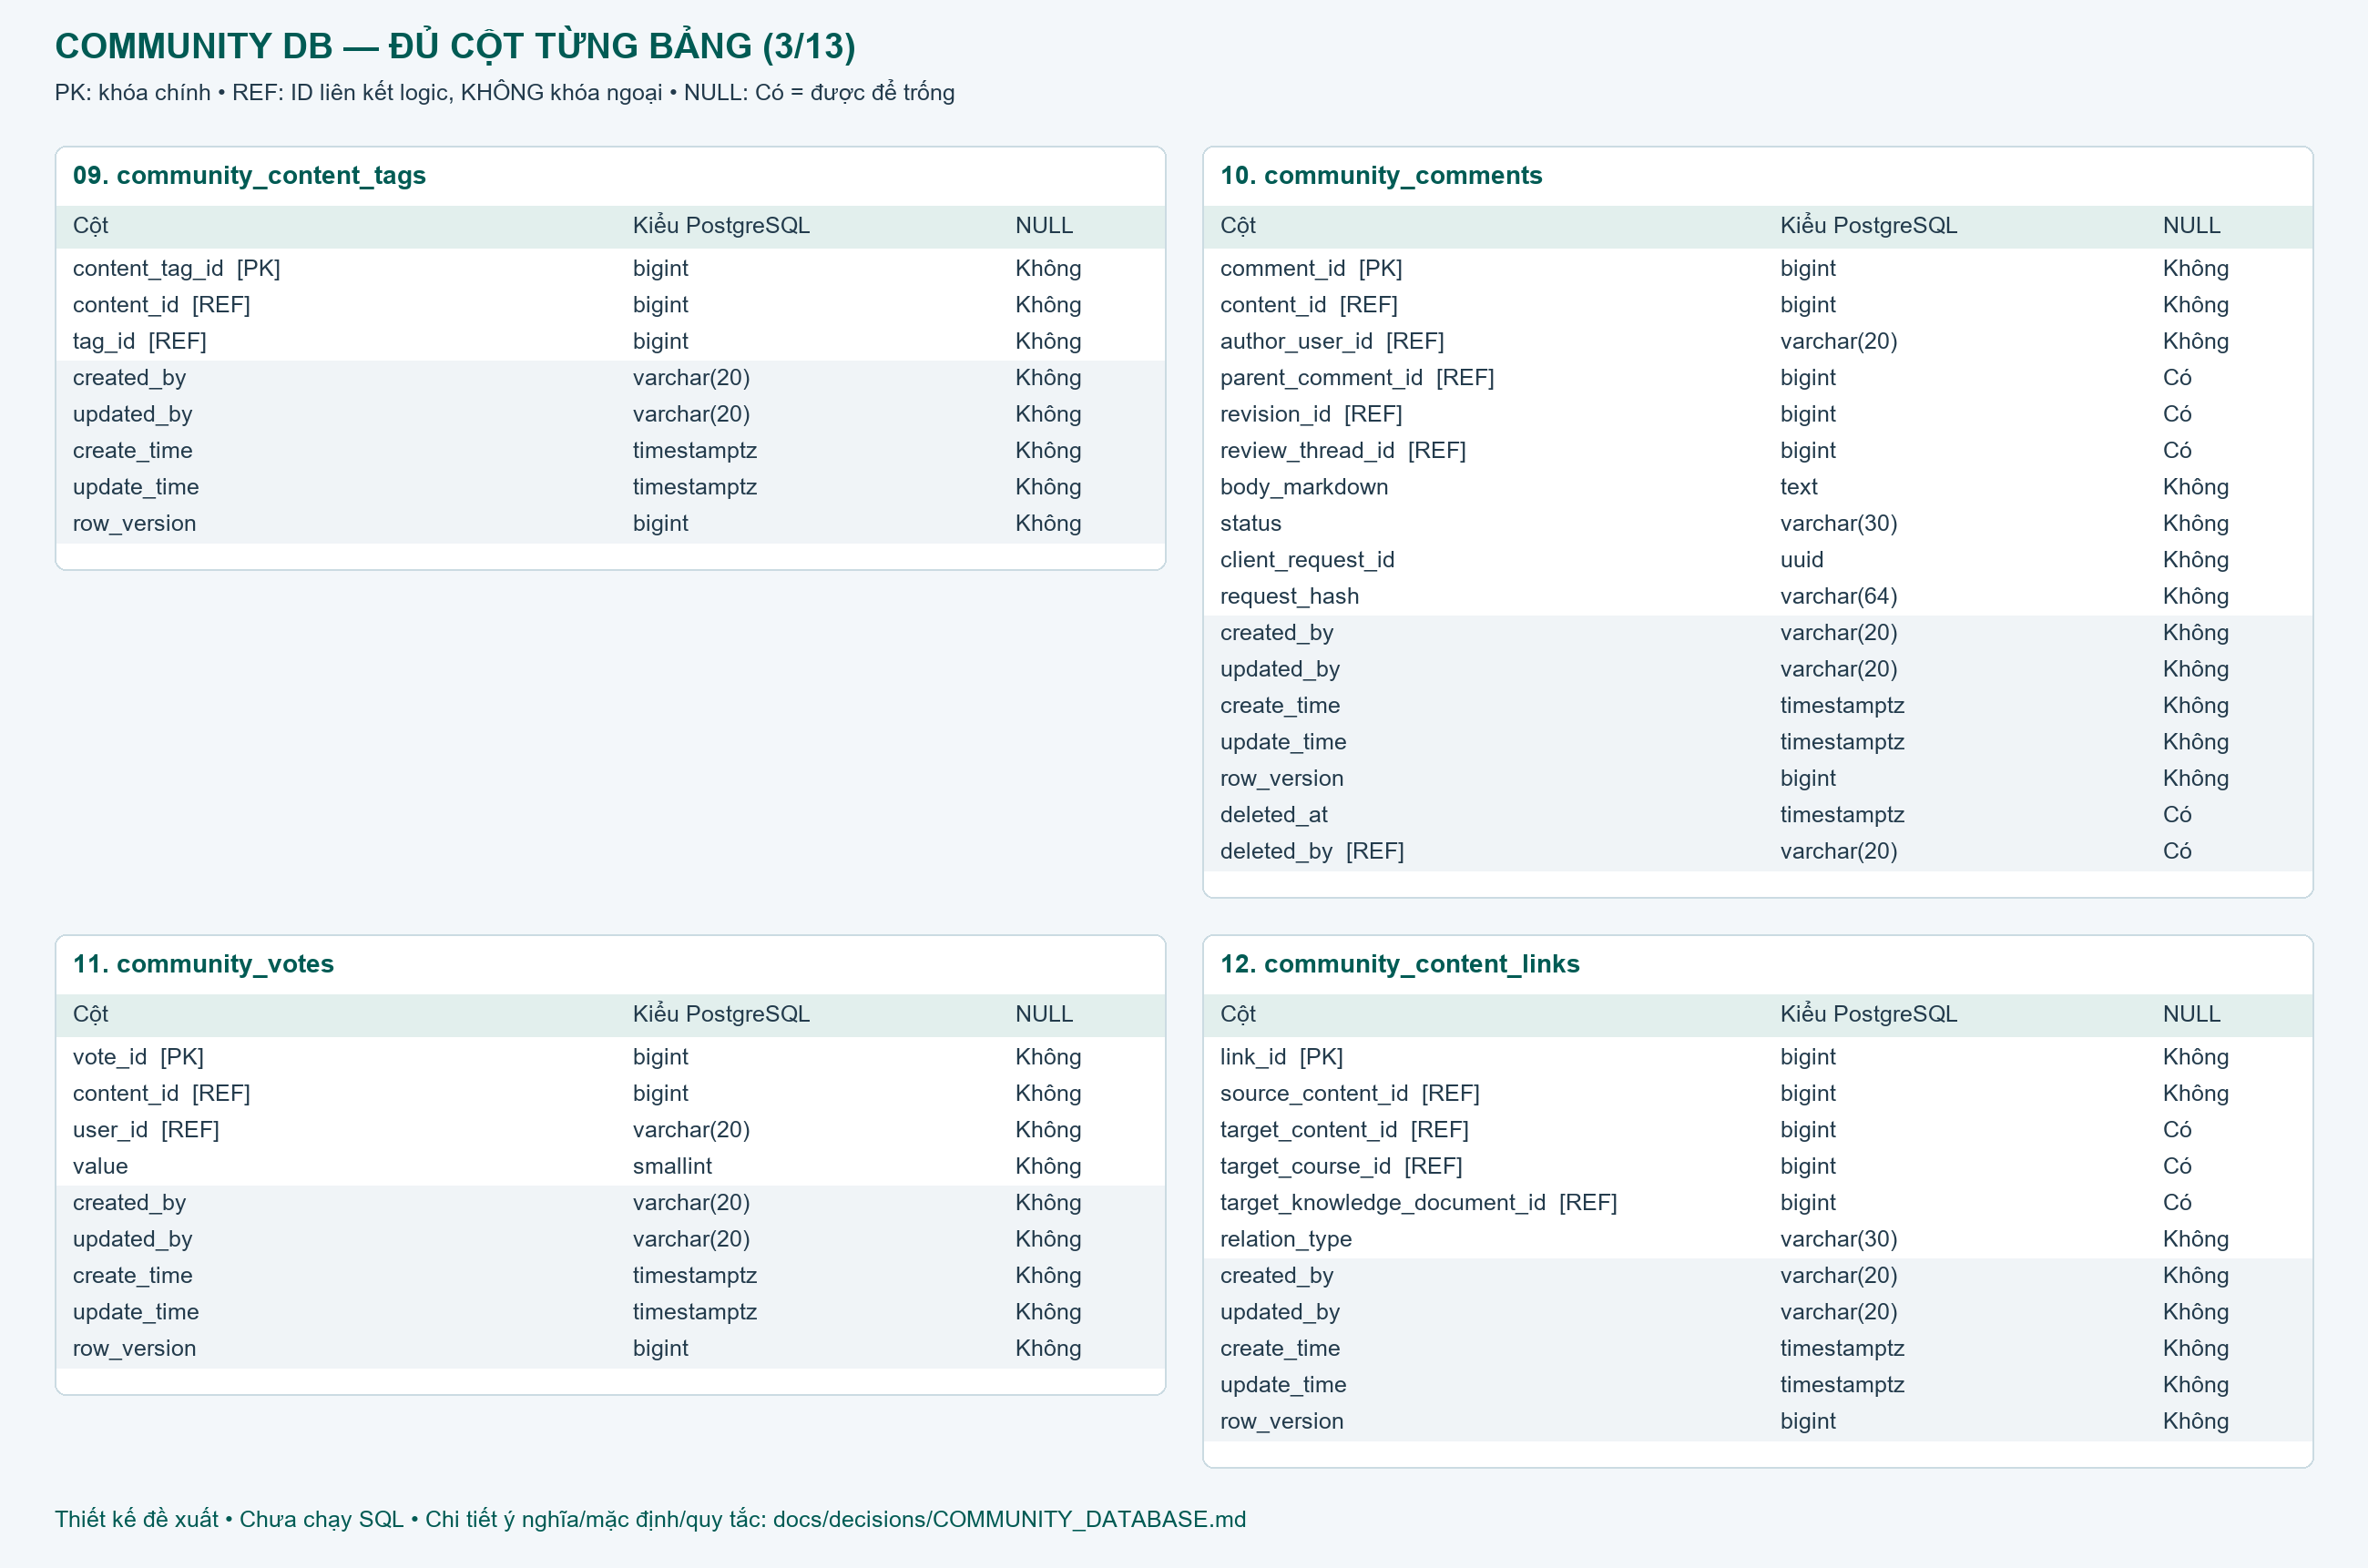 COMMUNITY DB — ĐỦ CỘT TỪNG BẢNG (3/13)
PK: khóa chính • REF: ID liên kết logic, KHÔNG khóa ngoại • NULL: Có = được để trống
09. community_content_tags
Cột Kiểu PostgreSQL NULL
content_tag_id [PK] bigint Không
content_id [REF] bigint Không
tag_id [REF] bigint Không
created_by varchar(20) Không
updated_by varchar(20) Không
create_time timestamptz Không
update_time timestamptz Không
row_version bigint Không
10. community_comments
Cột Kiểu PostgreSQL NULL
comment_id [PK] bigint Không
content_id [REF] bigint Không
author_user_id [REF] varchar(20) Không
parent_comment_id [REF] bigint Có
revision_id [REF] bigint Có
review_thread_id [REF] bigint Có
body_markdown text Không
status varchar(30) Không
client_request_id uuid Không
request_hash varchar(64) Không
created_by varchar(20) Không
updated_by varchar(20) Không
create_time timestamptz Không
update_time timestamptz Không
row_version bigint Không
deleted_at timestamptz Có
deleted_by [REF] varchar(20) Có
11. community_votes
Cột Kiểu PostgreSQL NULL
vote_id [PK] bigint Không
content_id [REF] bigint Không
user_id [REF] varchar(20) Không
value smallint Không
created_by varchar(20) Không
updated_by varchar(20) Không
create_time timestamptz Không
update_time timestamptz Không
row_version bigint Không
12. community_content_links
Cột Kiểu PostgreSQL NULL
link_id [PK] bigint Không
source_content_id [REF] bigint Không
target_content_id [REF] bigint Có
target_course_id [REF] bigint Có
target_knowledge_document_id [REF] bigint Có
relation_type varchar(30) Không
created_by varchar(20) Không
updated_by varchar(20) Không
create_time timestamptz Không
update_time timestamptz Không
row_version bigint Không
Thiết kế đề xuất • Chưa chạy SQL • Chi tiết ý nghĩa/mặc định/quy tắc: docs/decisions/COMMUNITY_DATABASE.md